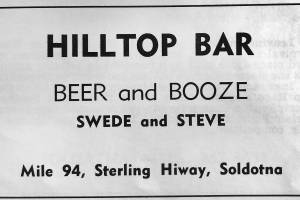 HILLTOP BAR
BEER and BOOZE
SWEDE and STEVE
Mile 94, Sterling Hiway, Soldotna